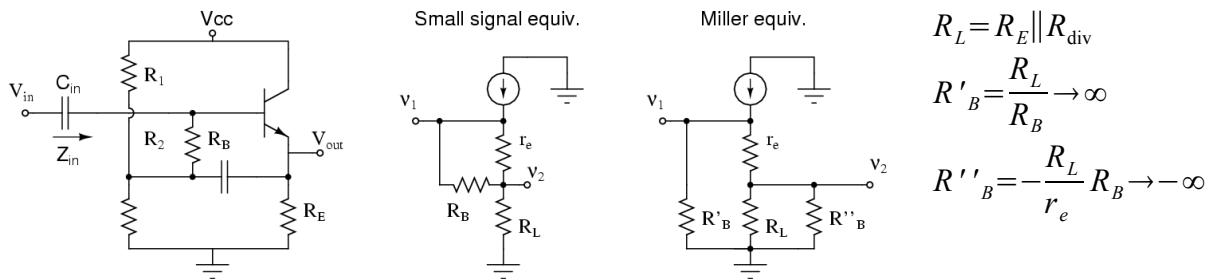 Vcc
R₁
C_in
V_in
Z_in
R₂
R_B
V_out
R_E
Small signal equiv.
ν₁
r_e
ν₂
R_B
R_L
Miller equiv.
ν₁
r_e
ν₂
R'_B
R_L
R''_B
R_L = R_E || R_div
R'_B = R_L / R_B → ∞
R''_B = − R_L / r_e R_B → −∞